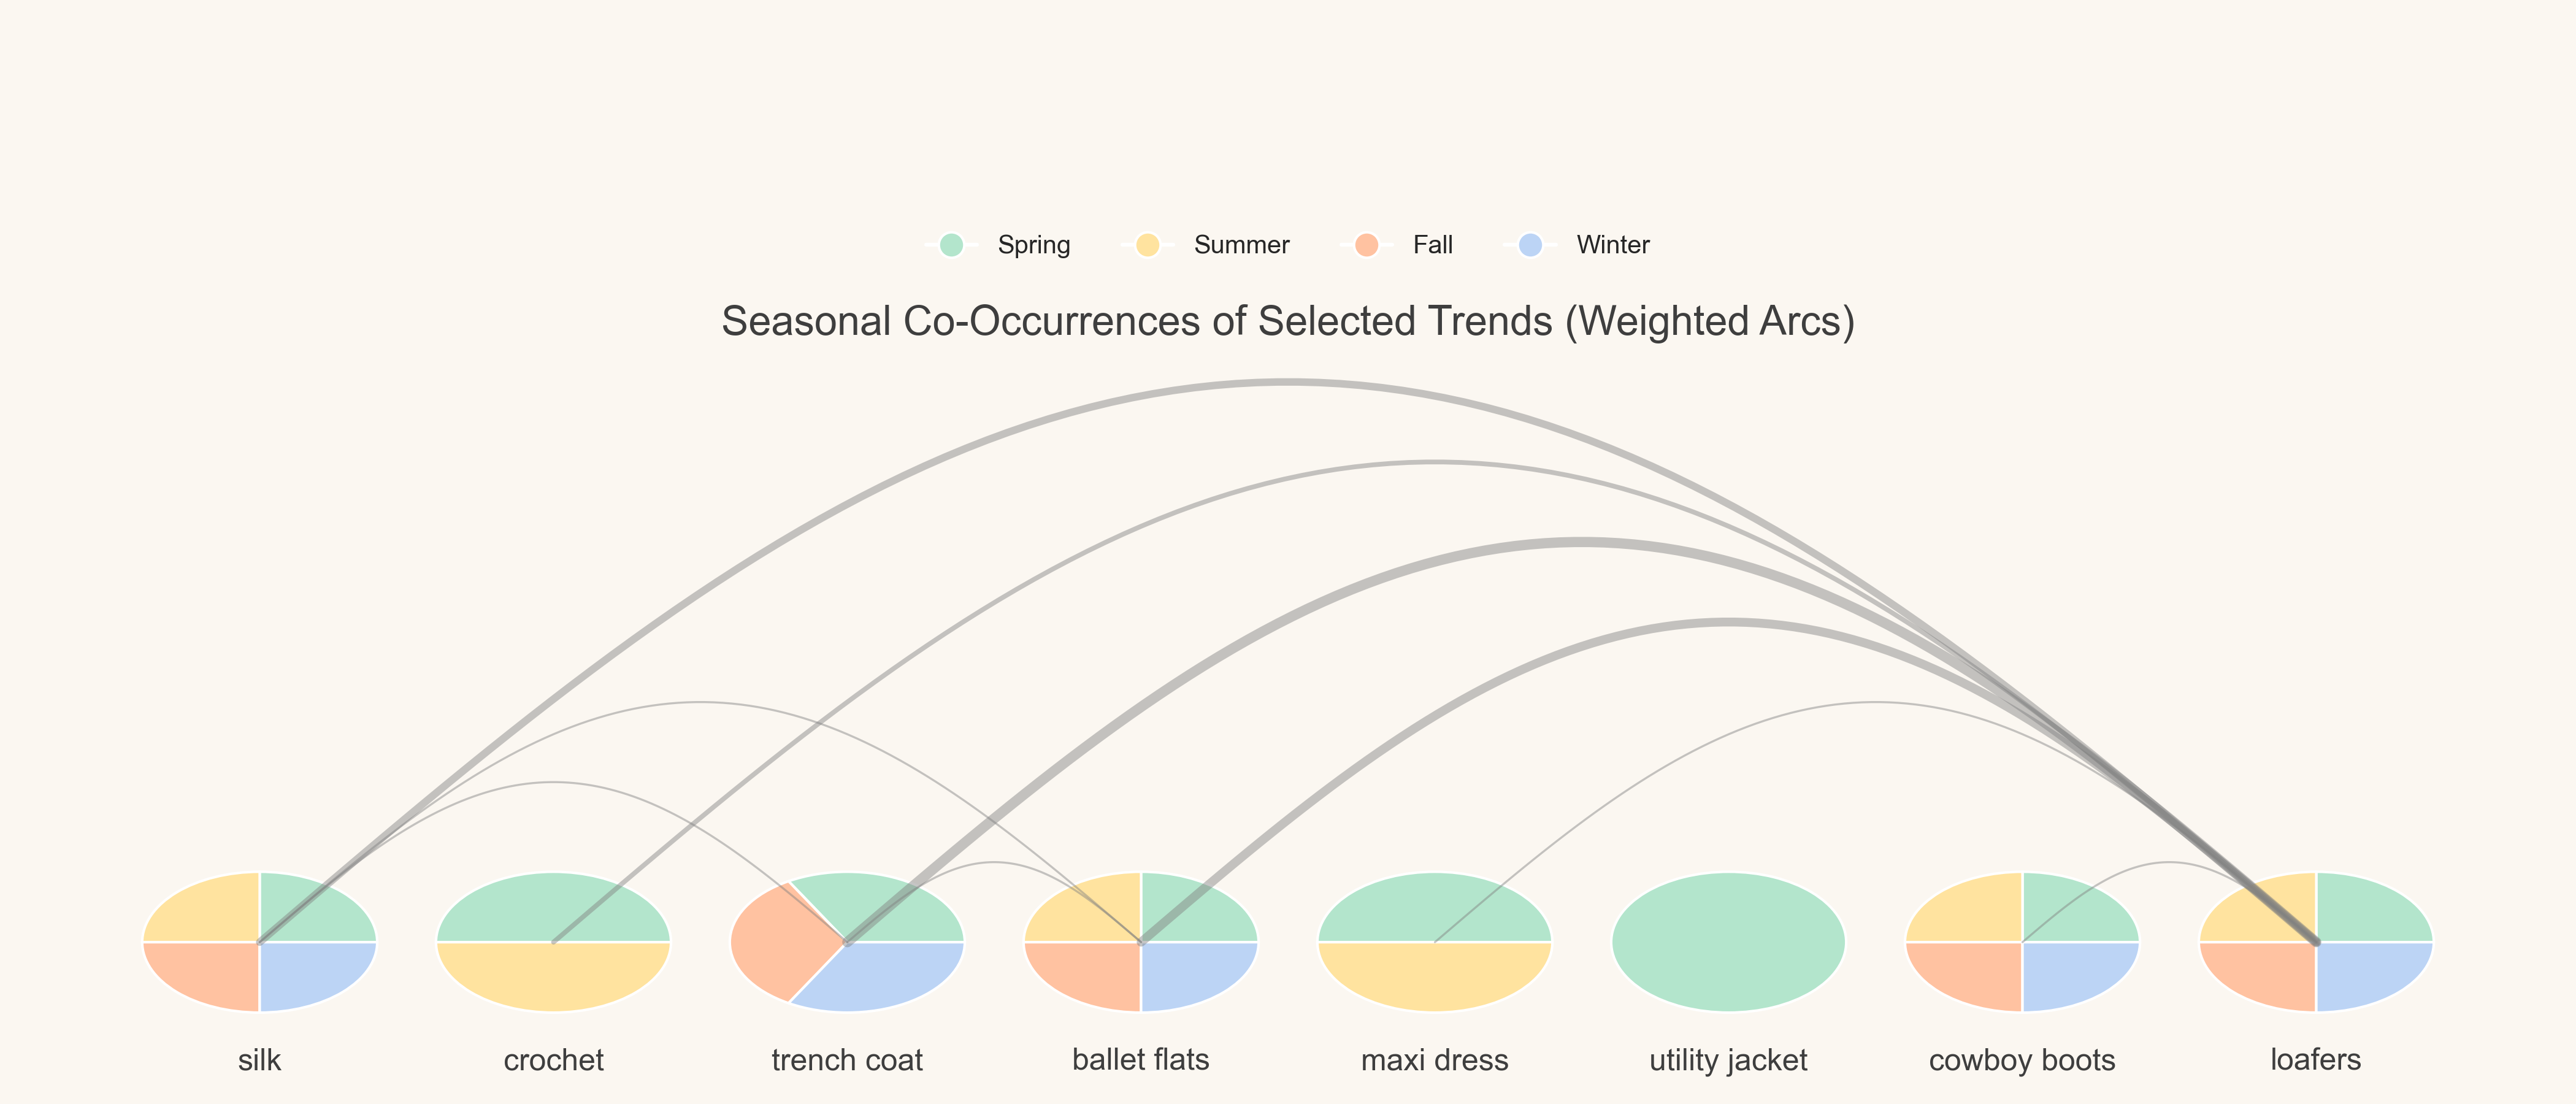 Spring Summer Fall Winter
Seasonal Co-Occurrences of Selected Trends (Weighted Arcs)
silk crochet trench coat ballet flats maxi dress utility jacket cowboy boots loafers